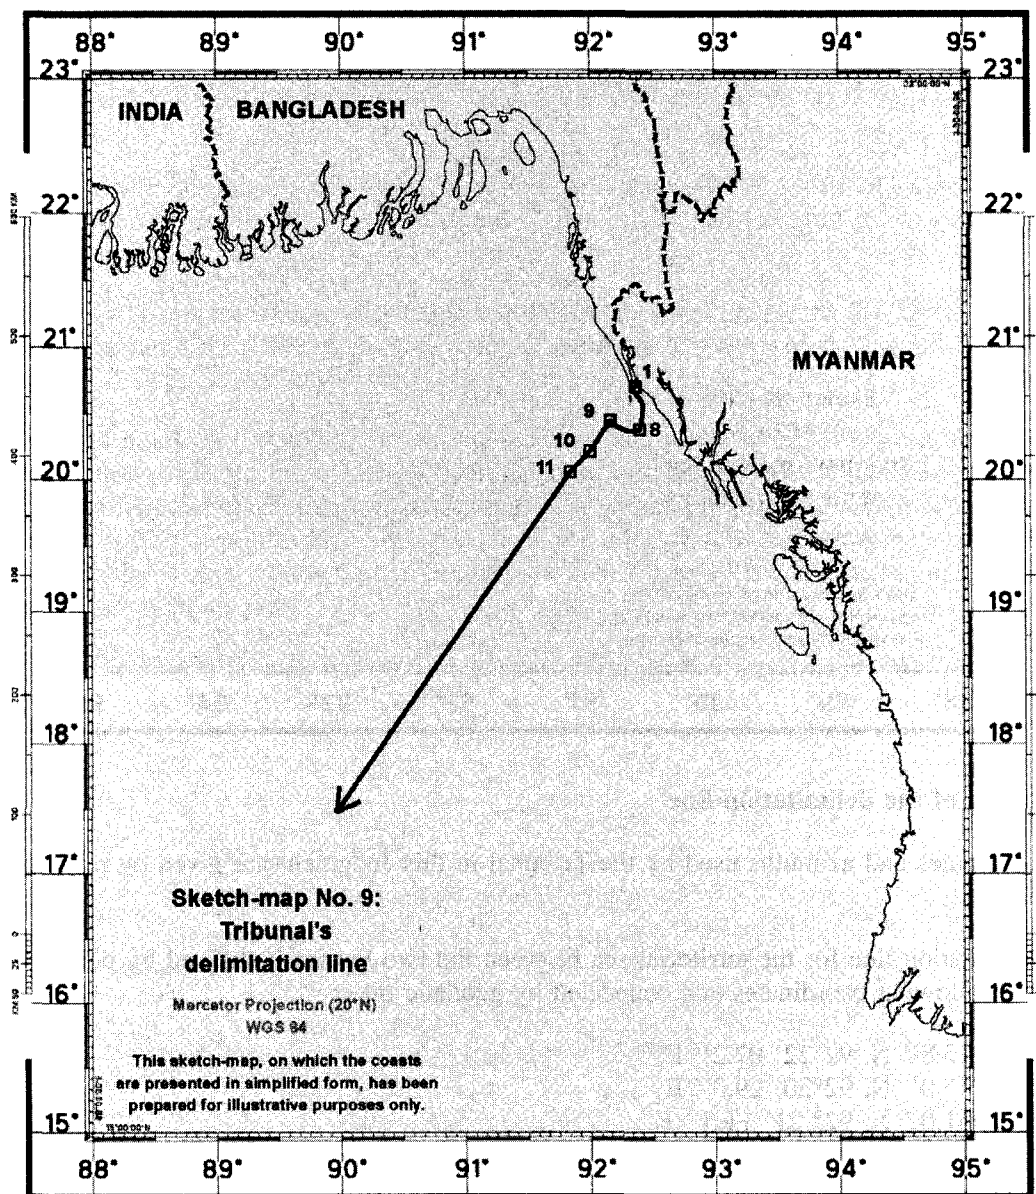 88° 89° 90° 91° 92° 93° 94° 95°
23° 23°
INDIA BANGLADESH
22° 22°
21° 21°
MYANMAR
1
9
8
10
11
20° 20°
19° 19°
18° 18°
17° 17°
Sketch-map No. 9:
Tribunal's
delimitation line
16° 16°
Mercator Projection (20°N)
WGS 84
This sketch-map, on which the coasts
are presented in simplified form, has been
prepared for illustrative purposes only.
15° 15°
88° 89° 90° 91° 92° 93° 94° 95°